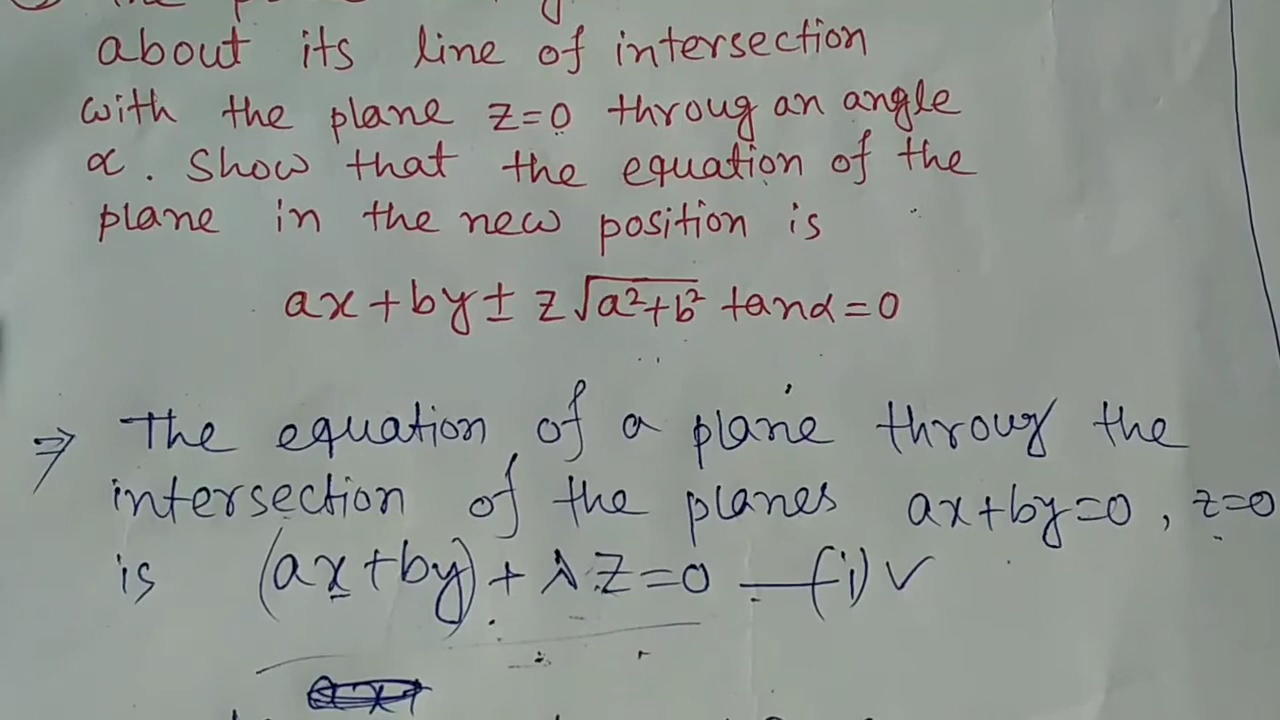 about its line of intersection
with the plane z=0 throug an angle
α. Show that the equation of the
plane in the new position is
ax+by± z√a²+b² tanα=0
⇒ The equation of a plane throug the
intersection of the planes ax+by=0, z=0
is (ax+by)+λz=0 —(i) ✓